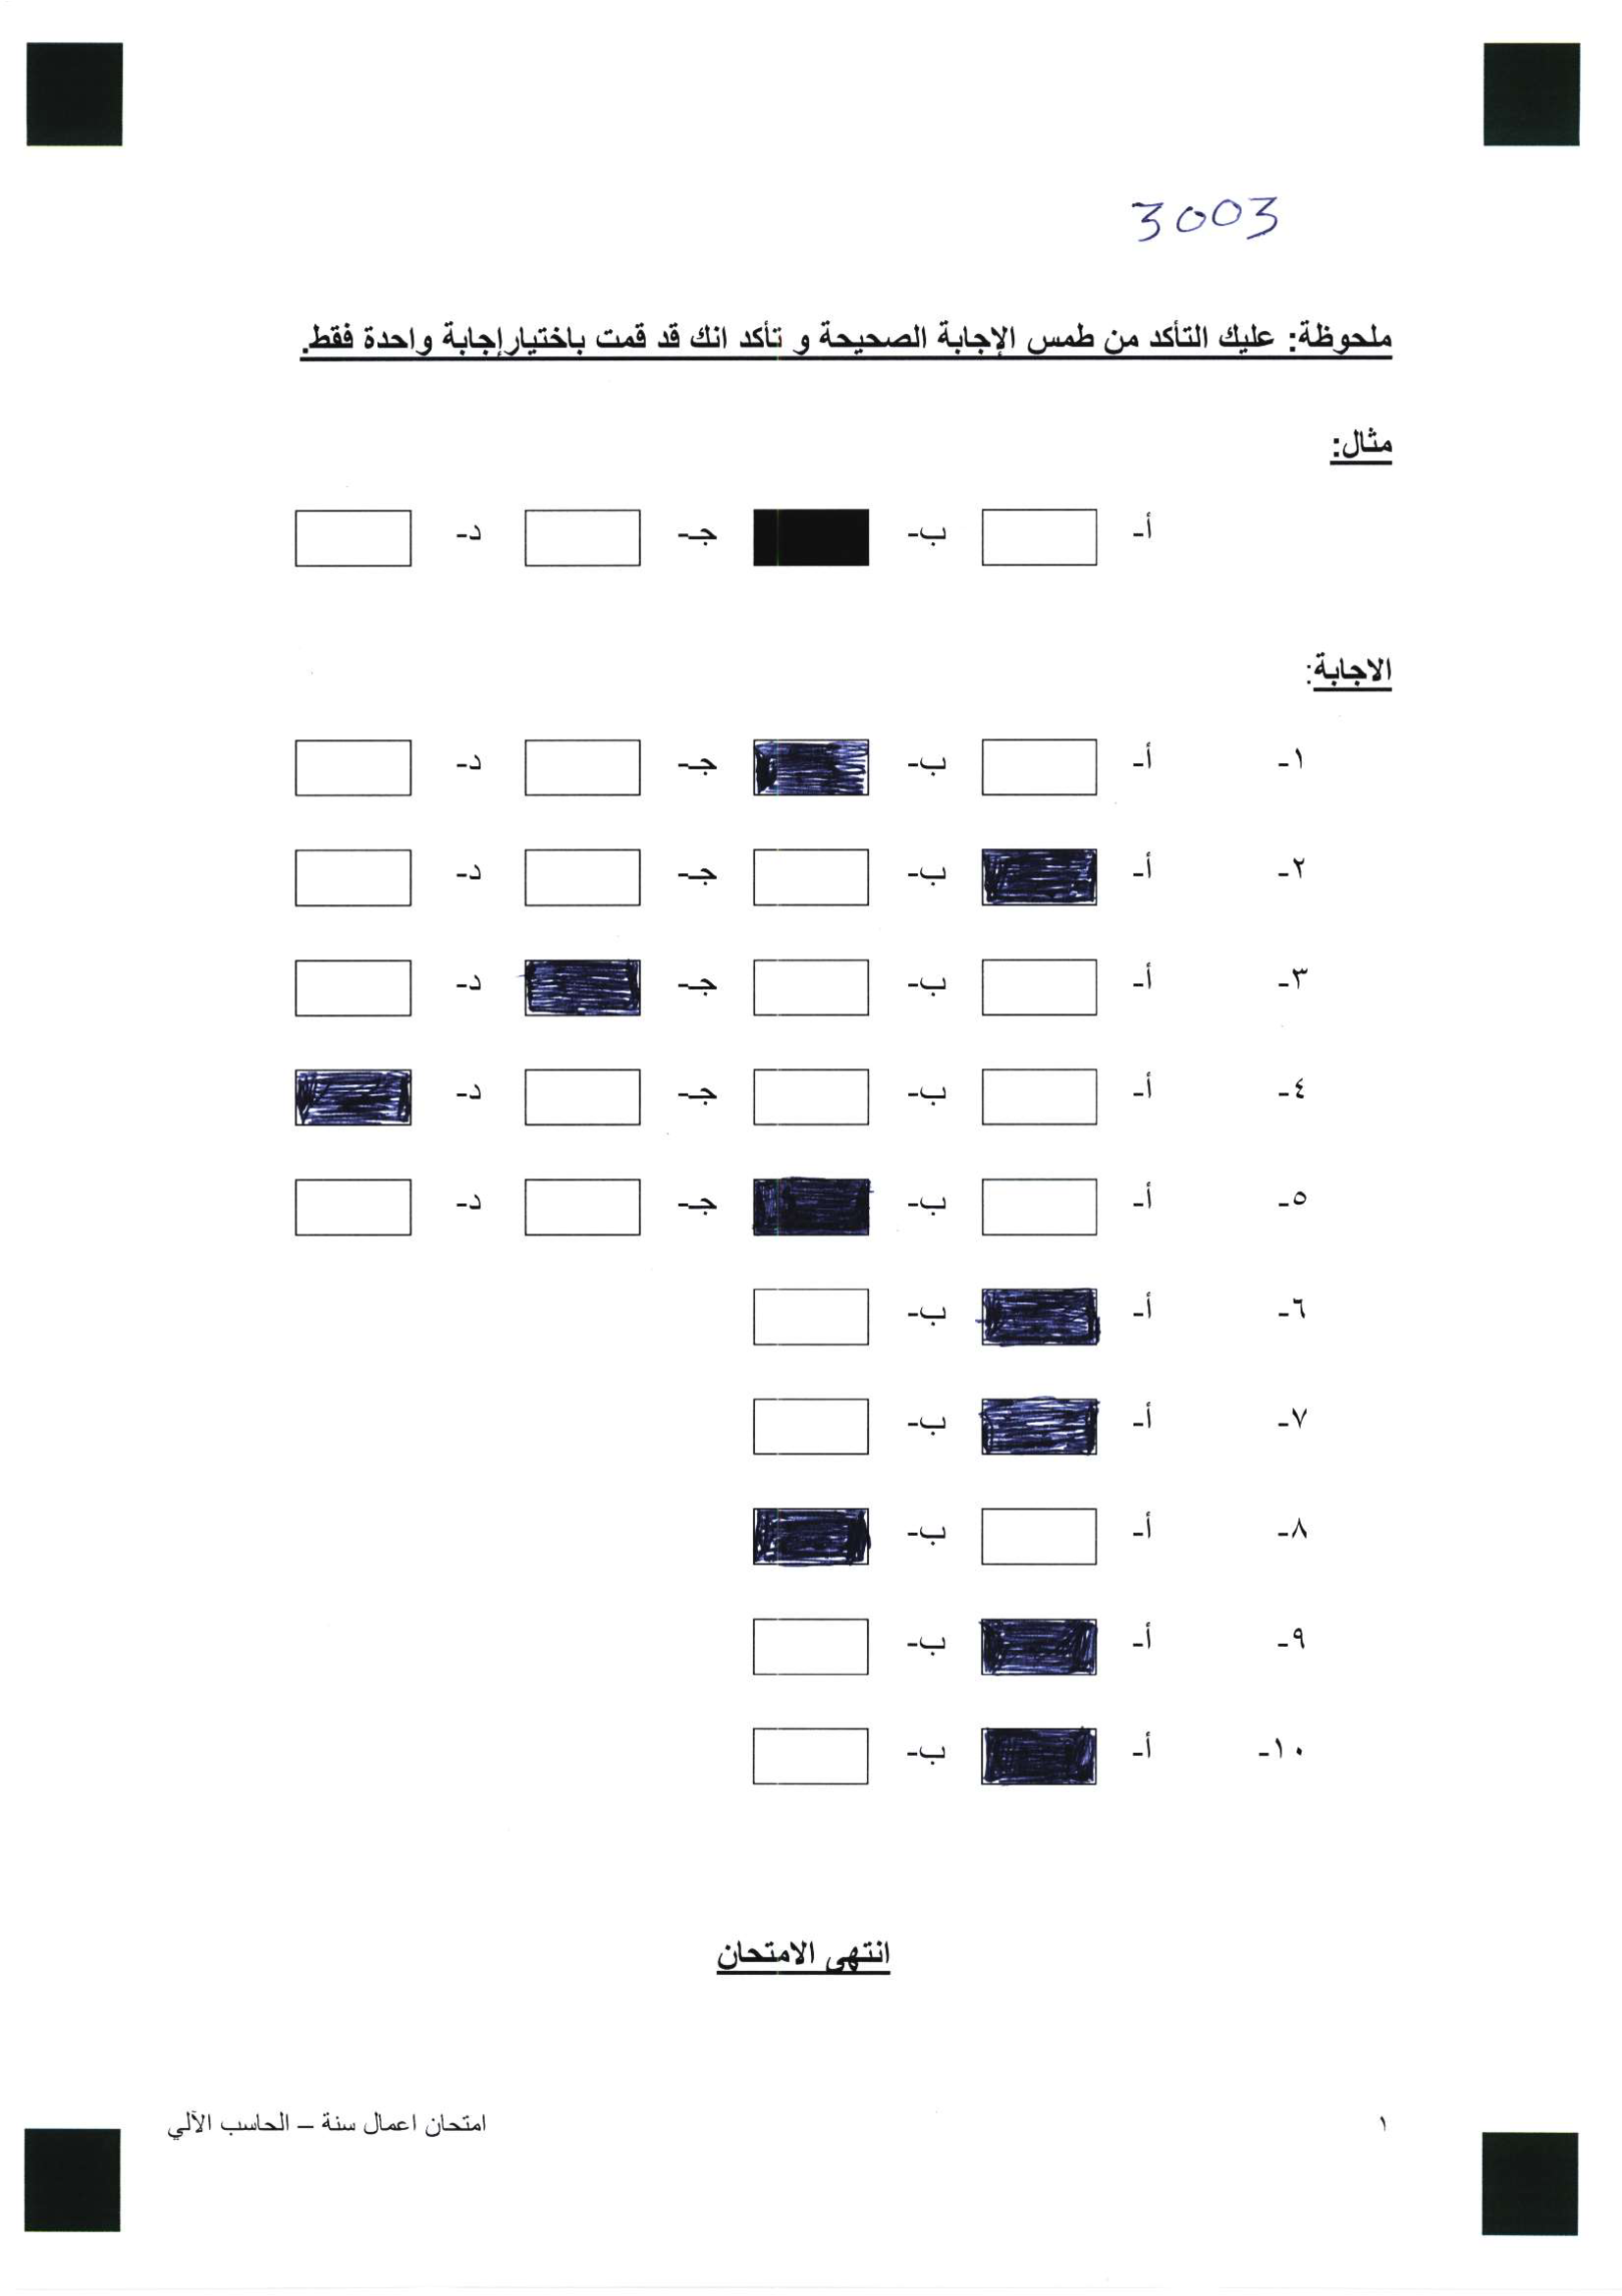 3003
ملحوظة: عليك التأكد من طمس الإجابة الصحيحة و تأكد انك قد قمت باختيارإجابة واحدة فقط.
مثال:
أ- ب- جـ- د-
الاجابة:
١- أ- ب- جـ- د-
٢- أ- ب- جـ- د-
٣- أ- ب- جـ- د-
٤- أ- ب- جـ- د-
٥- أ- ب- جـ- د-
٦- أ- ب-
٧- أ- ب-
٨- أ- ب-
٩- أ- ب-
١٠- أ- ب-
انتهى الامتحان
١ امتحان اعمال سنة – الحاسب الآلي